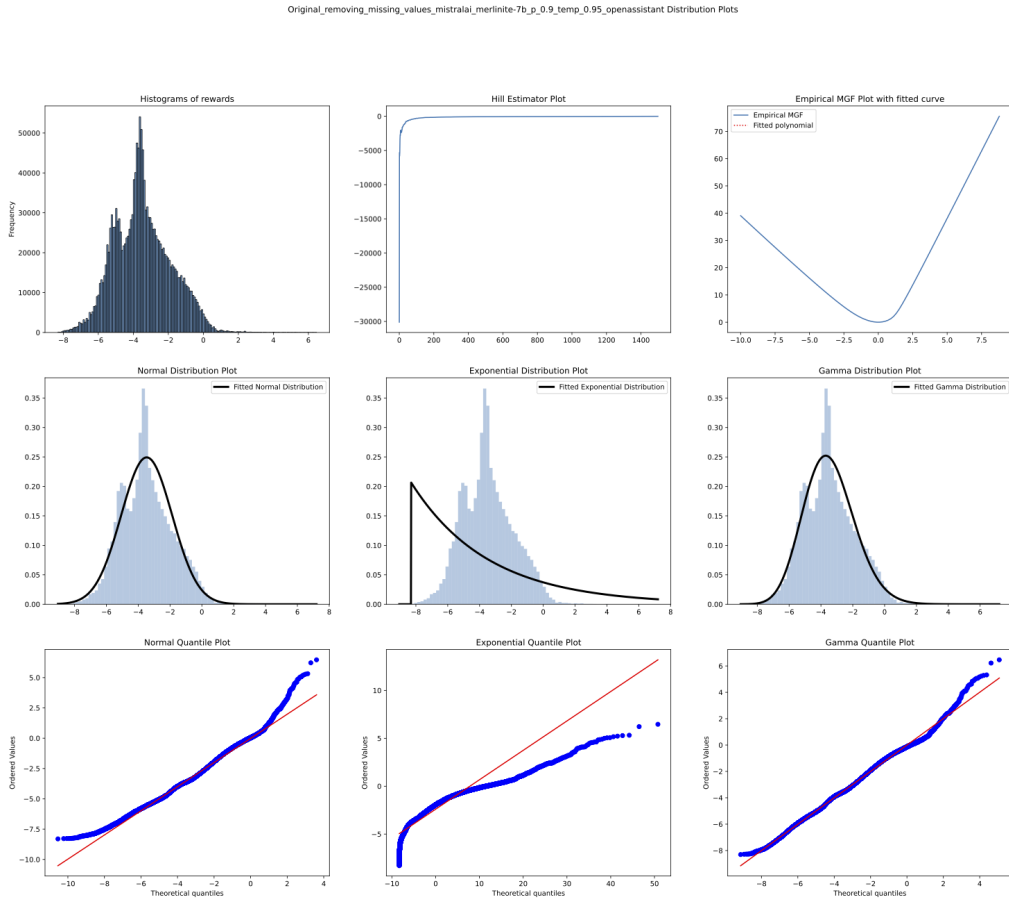 Original_removing_missing_values_mistralai_merlinite-7b_p_0.9_temp_0.95_openassistant Distribution Plots
Histograms of rewards
Frequency
50000
40000
30000
20000
10000
0
−8 −6 −4 −2 0 2 4 6
Hill Estimator Plot
0
−5000
−10000
−15000
−20000
−25000
−30000
0 200 400 600 800 1000 1200 1400
Empirical MGF Plot with fitted curve
Empirical MGF
Fitted polynomial
70
60
50
40
30
20
10
0
−10.0 −7.5 −5.0 −2.5 0.0 2.5 5.0 7.5
Normal Distribution Plot
Fitted Normal Distribution
0.35
0.30
0.25
0.20
0.15
0.10
0.05
0.00
−8 −6 −4 −2 0 2 4 6 8
Exponential Distribution Plot
Fitted Exponential Distribution
0.35
0.30
0.25
0.20
0.15
0.10
0.05
0.00
−8 −6 −4 −2 0 2 4 6 8
Gamma Distribution Plot
Fitted Gamma Distribution
0.35
0.30
0.25
0.20
0.15
0.10
0.05
0.00
−8 −6 −4 −2 0 2 4 6
Normal Quantile Plot
Ordered Values
5.0
2.5
0.0
−2.5
−5.0
−7.5
−10.0
−10 −8 −6 −4 −2 0 2 4
Theoretical quantiles
Exponential Quantile Plot
Ordered Values
10
5
0
−5
−10 0 10 20 30 40 50
Theoretical quantiles
Gamma Quantile Plot
Ordered Values
6
4
2
0
−2
−4
−6
−8
−8 −6 −4 −2 0 2 4
Theoretical quantiles